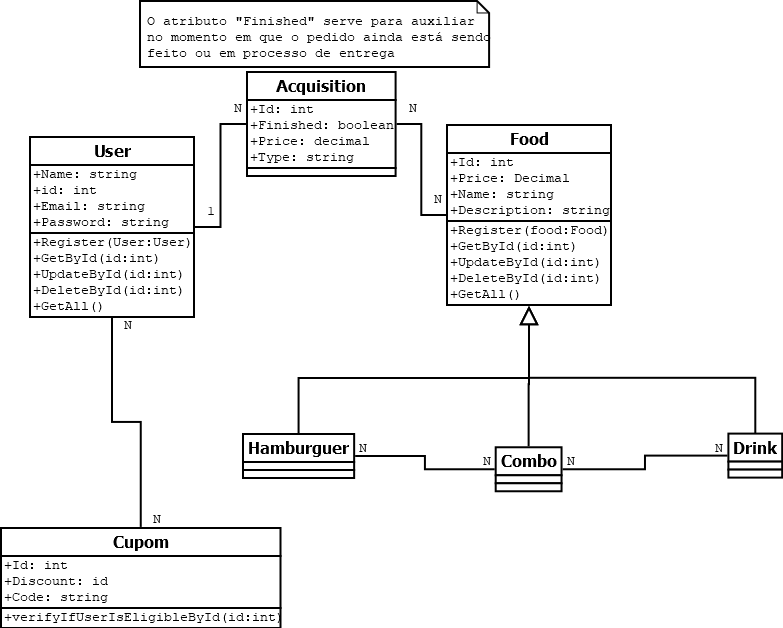 O atributo "Finished" serve para auxiliar
no momento em que o pedido ainda está sendo
feito ou em processo de entrega
Acquisition
+Id: int
+Finished: boolean
+Price: decimal
+Type: string
N
N
User
+Name: string
+id: int
+Email: string
+Password: string
+Register(User:User)
+GetById(id:int)
+UpdateById(id:int)
+DeleteById(id:int)
+GetAll()
1
N
Food
+Id: int
+Price: Decimal
+Name: string
+Description: string
+Register(food:Food)
+GetById(id:int)
+UpdateById(id:int)
+DeleteById(id:int)
+GetAll()
N
Hamburguer
N
N
Combo
N
N
Drink
N
Cupom
+Id: int
+Discount: id
+Code: string
+verifyIfUserIsEligibleById(id:int)